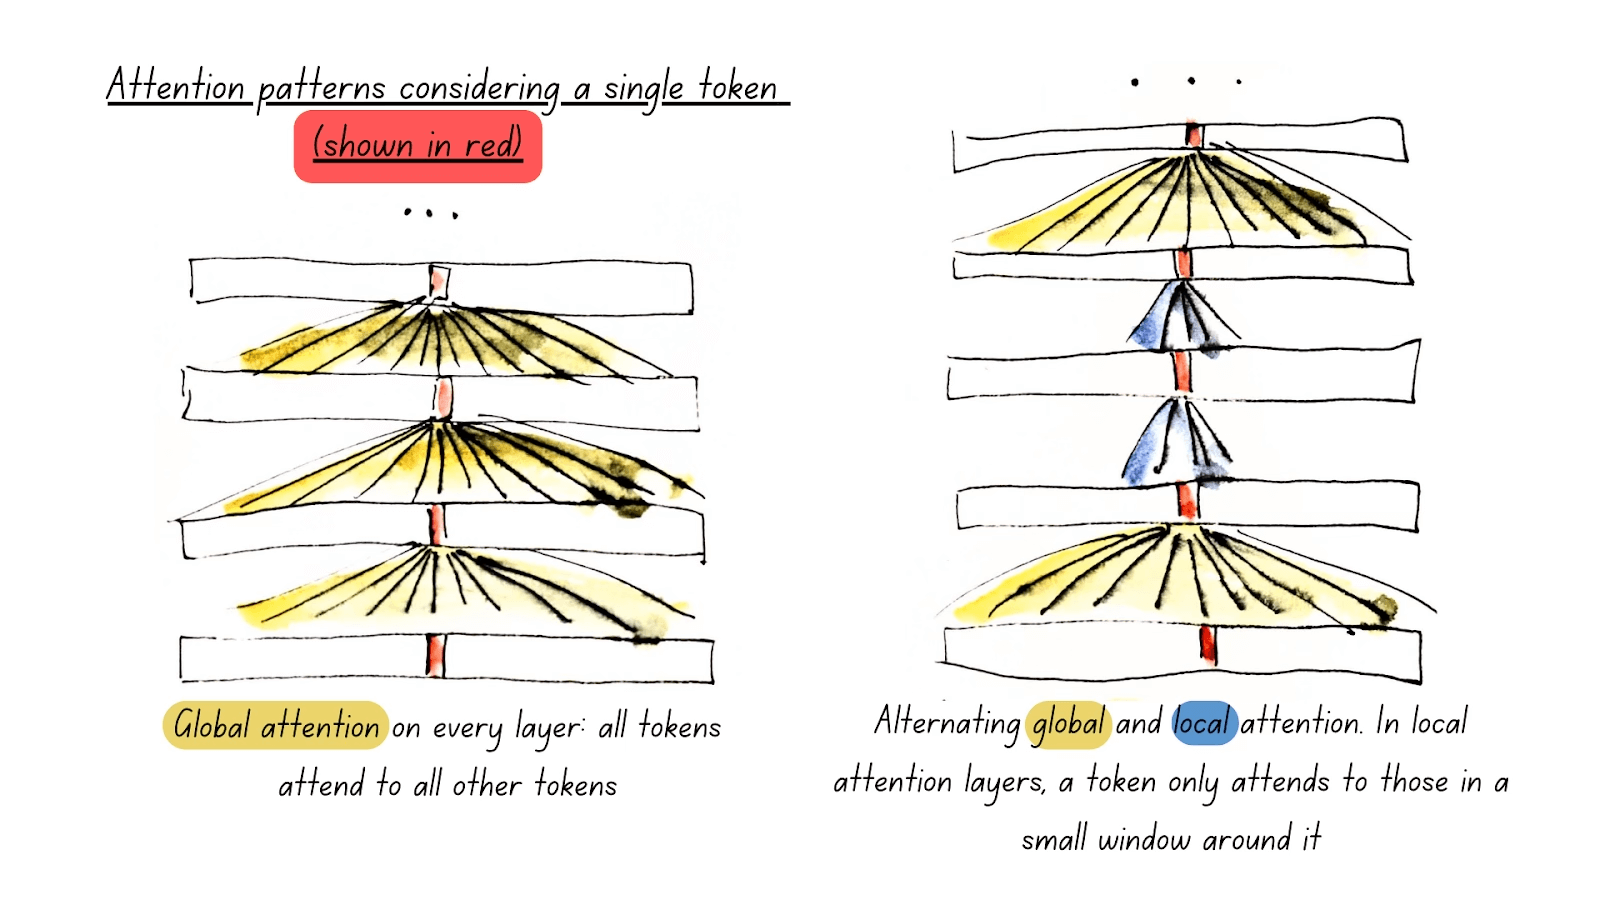 Attention patterns considering a single token
(shown in red)
...
Global attention on every layer: all tokens
attend to all other tokens
...
Alternating global and local attention. In local
attention layers, a token only attends to those in a
small window around it